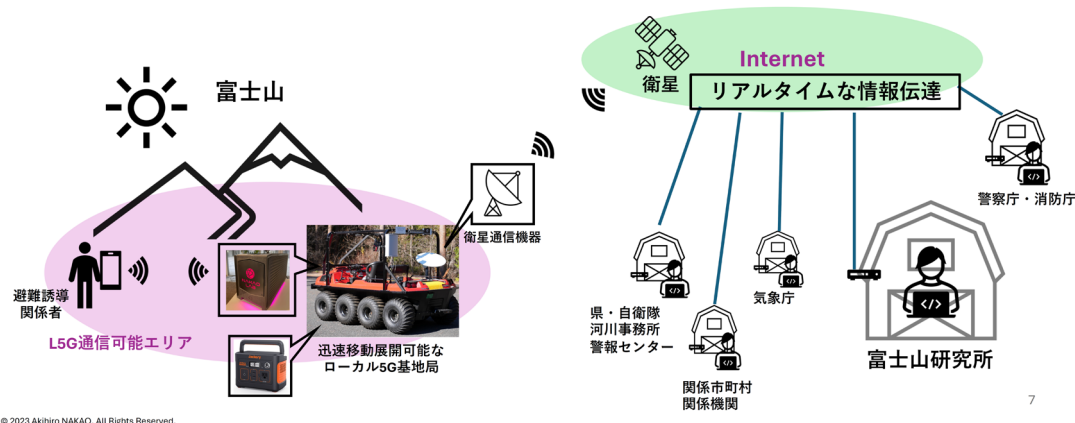 富士山
衛星通信機器
避難誘導
関係者
L5G通信可能エリア
迅速移動展開可能な
ローカル5G基地局
Internet
衛星
リアルタイムな情報伝達
警察庁・消防庁
県・自衛隊
河川事務所
警報センター
気象庁
関係市町村
関係機関
富士山研究所
7
© 2023 Akihiro NAKAO. All Rights Reserved.